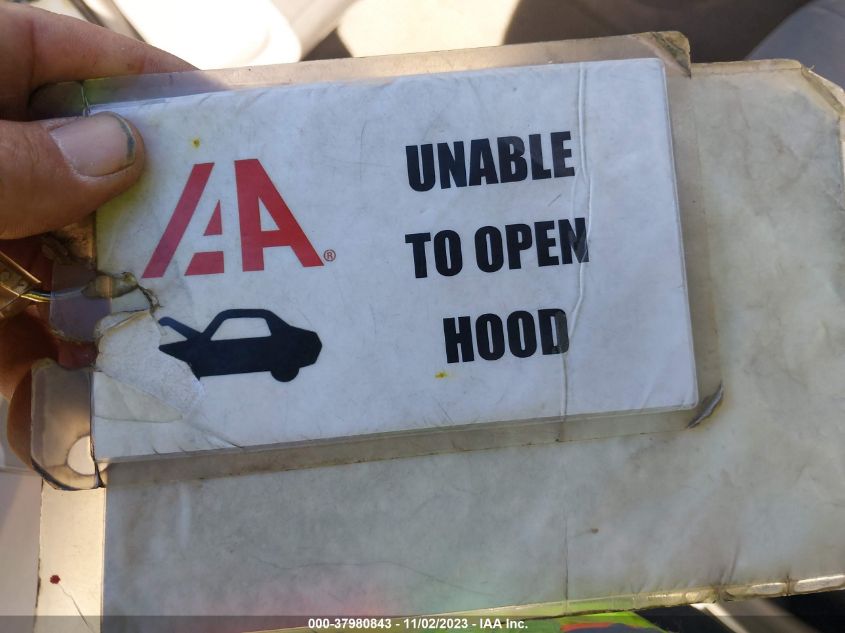 IAA®
UNABLE
TO OPEN
HOOD
000-37980843 - 11/02/2023 - IAA Inc.